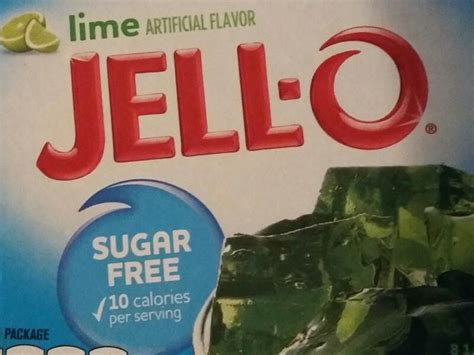 lime ARTIFICIAL FLAVOR
JELL-O®
SUGAR
FREE
✓10 calories
per serving
PACKAGE